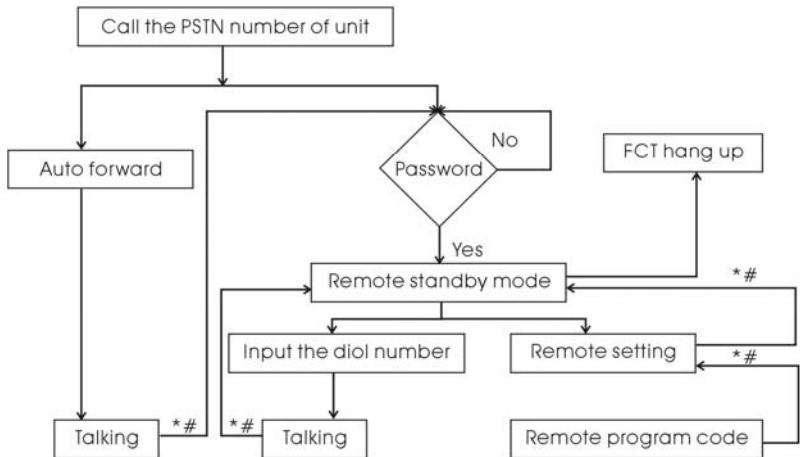 Call the PSTN number of unit
No
Auto forward
Password
FCT hang up
Yes
Remote standby mode
*#
Input the diol number
Remote setting
*#
Talking
*#
*#
Talking
Remote program code